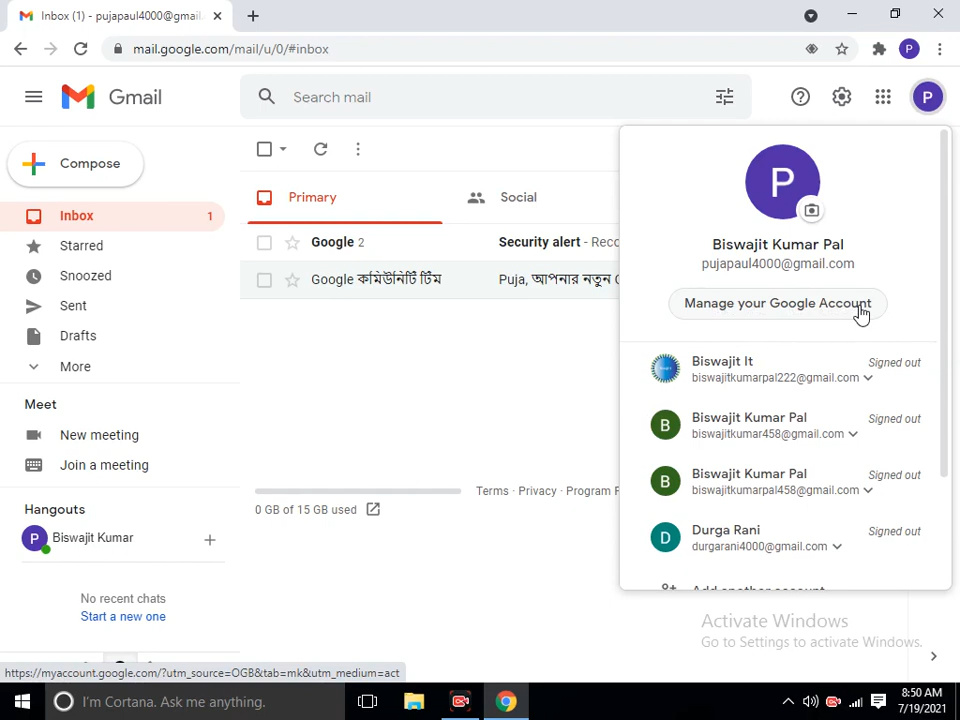 Inbox (1) - pujapaul4000@gmail.
mail.google.com/mail/u/0/#inbox
P
Gmail
Search mail
P
Compose
Inbox 1
Starred
Snoozed
Sent
Drafts
More
Meet
New meeting
Join a meeting
Hangouts
P Biswajit Kumar
No recent chats
Start a new one
Primary
Social
Google 2 Security alert - Reco
Google কমিউনিটি টিম Puja, আপনার নতুন G
0 GB of 15 GB used
Terms · Privacy · Program P
P
Biswajit Kumar Pal
pujapaul4000@gmail.com
Manage your Google Account
Biswajit It Signed out
biswajitkumarpal222@gmail.com
B Biswajit Kumar Pal Signed out
biswajitkumar458@gmail.com
B Biswajit Kumar Pal Signed out
biswajitkumarpal458@gmail.com
D Durga Rani Signed out
durgarani4000@gmail.com
Add another account
Activate Windows
Go to Settings to activate Windows.
https://myaccount.google.com/?utm_source=OGB&tab=mk&utm_medium=act
I'm Cortana. Ask me anything.
8:50 AM
7/19/2021